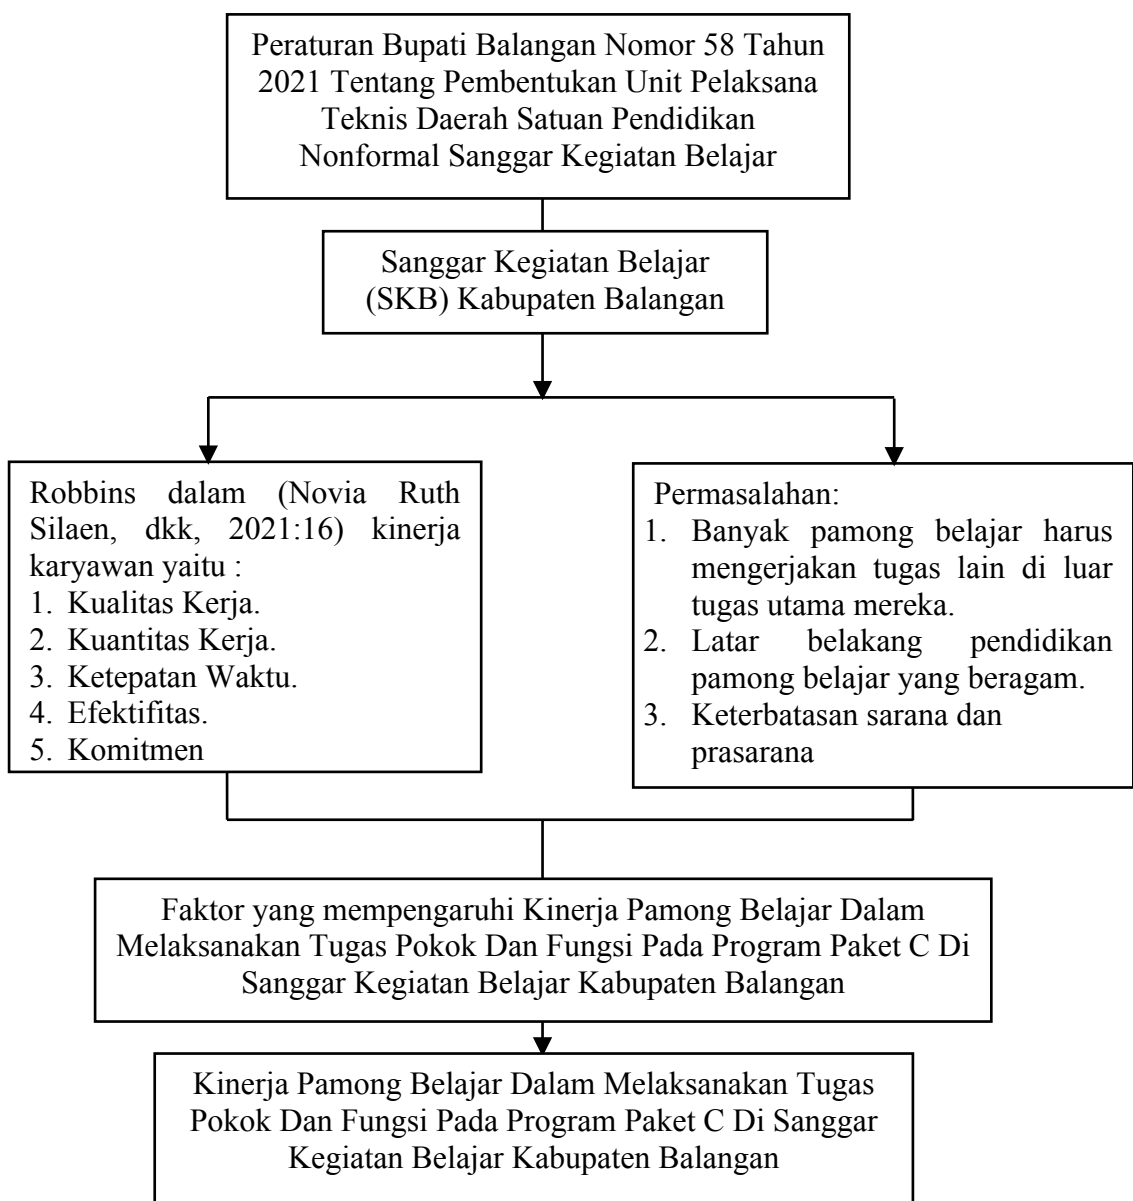 Peraturan Bupati Balangan Nomor 58 Tahun
2021 Tentang Pembentukan Unit Pelaksana
Teknis Daerah Satuan Pendidikan
Nonformal Sanggar Kegiatan Belajar
Sanggar Kegiatan Belajar
(SKB) Kabupaten Balangan
Robbins dalam (Novia Ruth
Silaen, dkk, 2021:16) kinerja
karyawan yaitu :
1. Kualitas Kerja.
2. Kuantitas Kerja.
3. Ketepatan Waktu.
4. Efektifitas.
5. Komitmen
Permasalahan:
1. Banyak pamong belajar harus
mengerjakan tugas lain di luar
tugas utama mereka.
2. Latar belakang pendidikan
pamong belajar yang beragam.
3. Keterbatasan sarana dan
prasarana
Faktor yang mempengaruhi Kinerja Pamong Belajar Dalam
Melaksanakan Tugas Pokok Dan Fungsi Pada Program Paket C Di
Sanggar Kegiatan Belajar Kabupaten Balangan
Kinerja Pamong Belajar Dalam Melaksanakan Tugas
Pokok Dan Fungsi Pada Program Paket C Di Sanggar
Kegiatan Belajar Kabupaten Balangan